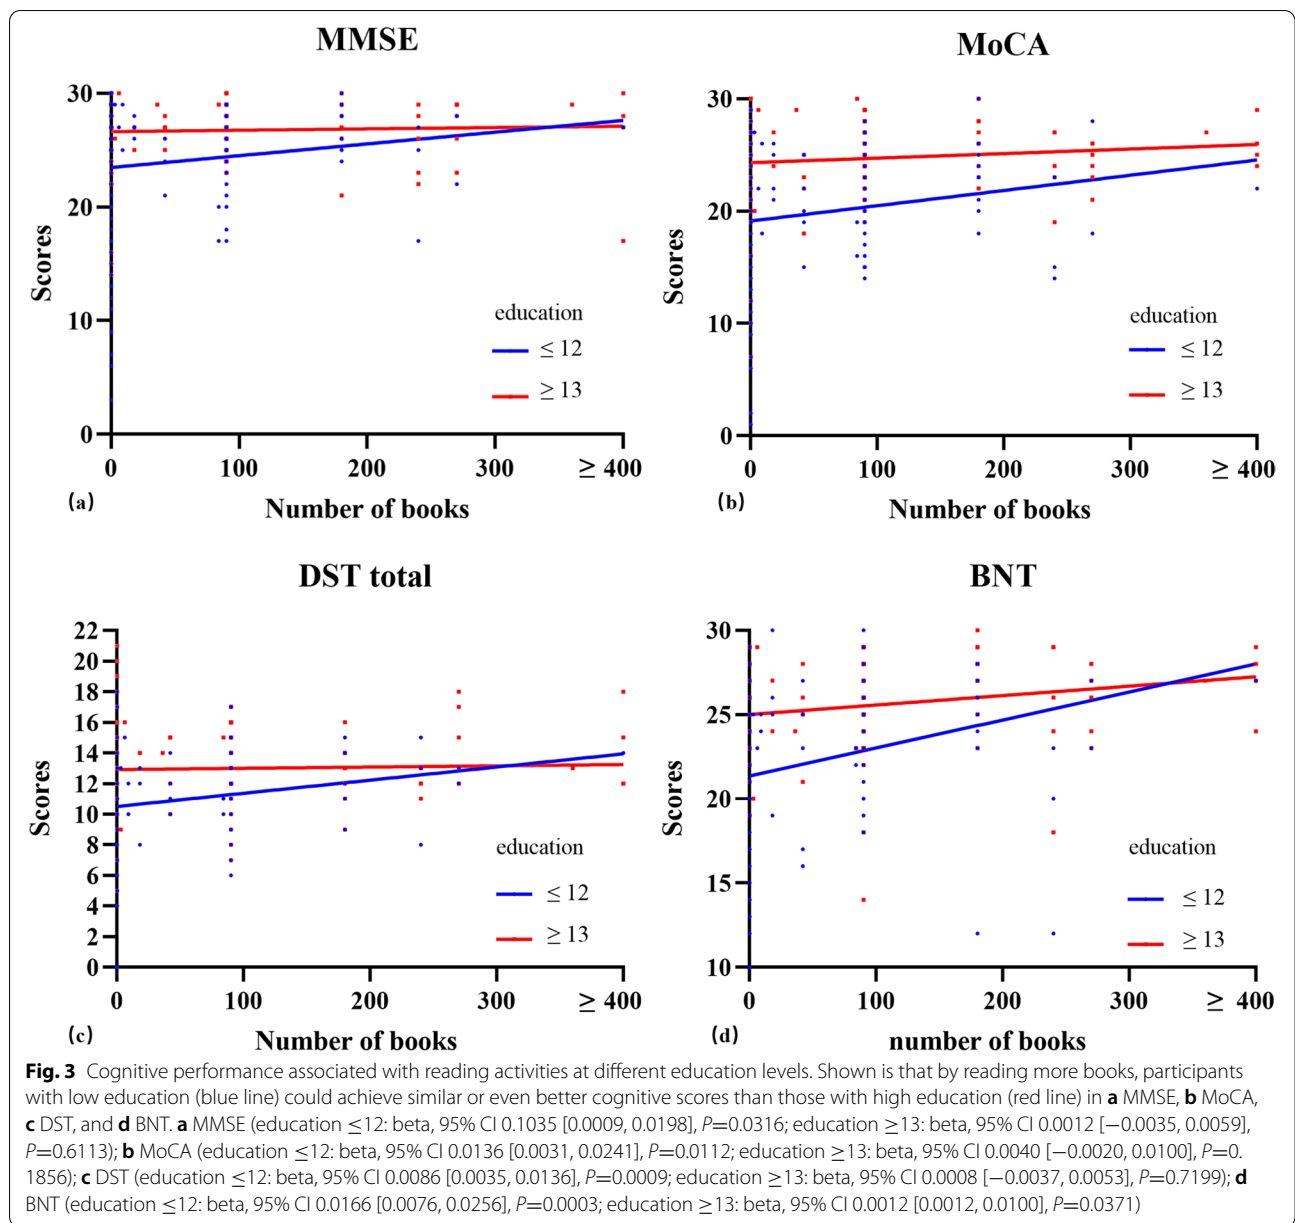 MMSE
30
20
10
0
Scores
education
≤ 12
≥ 13
0 100 200 300 ≥ 400
(a)
Number of books
MoCA
30
20
10
0
Scores
education
≤ 12
≥ 13
0 100 200 300 ≥ 400
(b)
Number of books
DST total
22
20
18
16
14
12
10
8
6
4
2
0
Scores
education
≤ 12
≥ 13
0 100 200 300 ≥ 400
(c)
Number of books
BNT
30
25
20
15
10
Scores
education
≤ 12
≥ 13
0 100 200 300 ≥ 400
(d)
number of books
Fig. 3 Cognitive performance associated with reading activities at different education levels. Shown is that by reading more books, participants
with low education (blue line) could achieve similar or even better cognitive scores than those with high education (red line) in a MMSE, b MoCA,
c DST, and d BNT. a MMSE (education ≤12: beta, 95% CI 0.1035 [0.0009, 0.0198], P=0.0316; education ≥13: beta, 95% CI 0.0012 [−0.0035, 0.0059],
P=0.6113); b MoCA (education ≤12: beta, 95% CI 0.0136 [0.0031, 0.0241], P=0.0112; education ≥13: beta, 95% CI 0.0040 [−0.0020, 0.0100], P=0.
1856); c DST (education ≤12: beta, 95% CI 0.0086 [0.0035, 0.0136], P=0.0009; education ≥13: beta, 95% CI 0.0008 [−0.0037, 0.0053], P=0.7199); d
BNT (education ≤12: beta, 95% CI 0.0166 [0.0076, 0.0256], P=0.0003; education ≥13: beta, 95% CI 0.0012 [0.0012, 0.0100], P=0.0371)